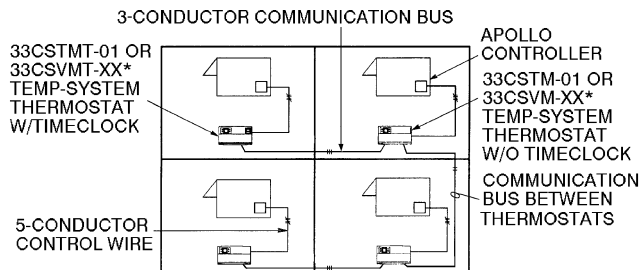 3-CONDUCTOR COMMUNICATION BUS
33CSTMT-01 OR
33CSVMT-XX*
TEMP-SYSTEM
THERMOSTAT
W/TIMECLOCK
APOLLO
CONTROLLER
33CSTM-01 OR
33CSVM-XX*
TEMP-SYSTEM
THERMOSTAT
W/O TIMECLOCK
5-CONDUCTOR
CONTROL WIRE
COMMUNICATION
BUS BETWEEN
THERMOSTATS